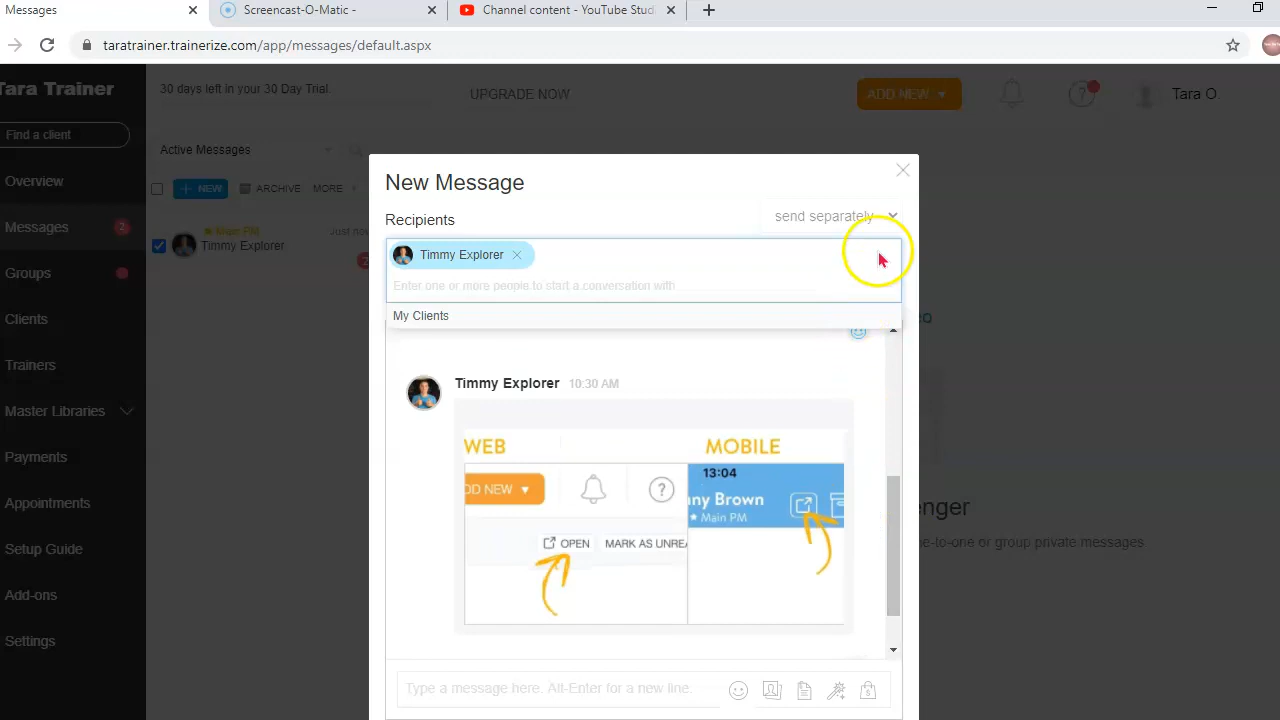 Messages
Screencast-O-Matic -
Channel content - YouTube Stud
taratrainer.trainerize.com/app/messages/default.aspx
Tara Trainer
30 days left in your 30 Day Trial.
UPGRADE NOW
ADD NEW
Tara O.
Find a client
Active Messages
Overview
NEW
ARCHIVE
MORE
Messages
2
Main PM
Just now
Timmy Explorer
Groups
Clients
Trainers
Master Libraries
Payments
Appointments
Setup Guide
Add-ons
Settings
New Message
Recipients
send separately
Timmy Explorer
Enter one or more people to start a conversation with
My Clients
Timmy Explorer
10:30 AM
WEB
MOBILE
13:04
DD NEW
ny Brown
Main PM
OPEN
MARK AS UNREA
Type a message here. Alt-Enter for a new line.
enger
e-to-one or group private messages